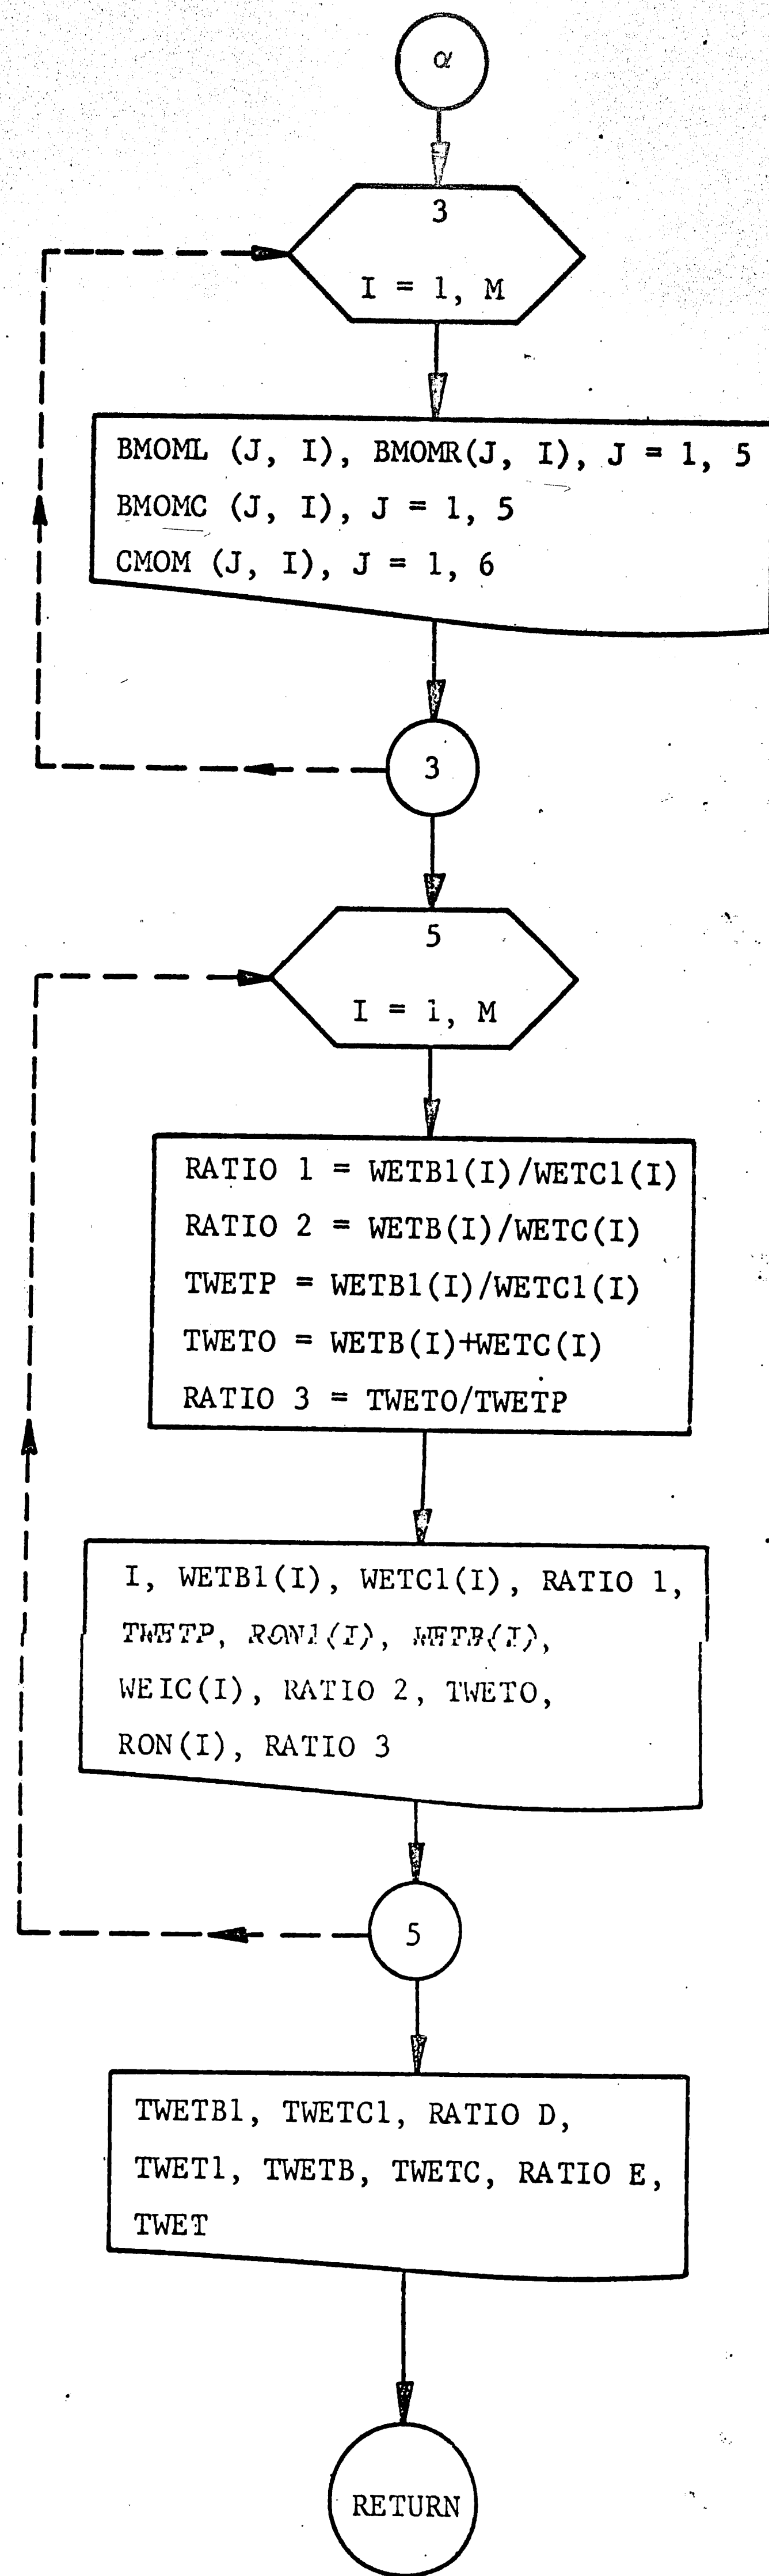 α
3
I = 1, M
BMOML (J, I), BMOMR(J, I), J = 1, 5
BMOMC (J, I), J = 1, 5
CMOM (J, I), J = 1, 6
3
5
I = 1, M
RATIO 1 = WETB1(I)/WETC1(I)
RATIO 2 = WETB(I)/WETC(I)
TWETP = WETB1(I)/WETC1(I)
TWETO = WETB(I)+WETC(I)
RATIO 3 = TWETO/TWETP
I, WETB1(I), WETC1(I), RATIO 1,
TWETP, RON1(I), WETB(I),
WEIC(I), RATIO 2, TWETO,
RON(I), RATIO 3
5
TWETB1, TWETC1, RATIO D,
TWET1, TWETB, TWETC, RATIO E,
TWET
RETURN